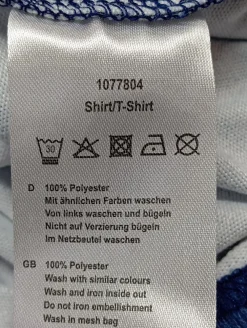 1077804
Shirt/T-Shirt
30
D 100% Polyester
Mit ähnlichen Farben waschen
Von links waschen und bügeln
Nicht auf Verzierung bügeln
Im Netzbeutel waschen
GB 100% Polyester
Wash with similar colours
Wash and iron inside out
Do not iron embellishment
Wash in mesh bag